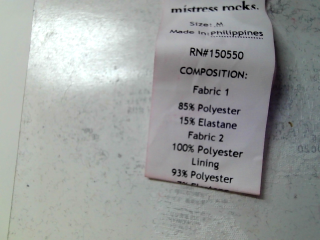 mistress rocks.
Size: M
Made in: Philippines
RN#150550
COMPOSITION:
Fabric 1
85% Polyester
15% Elastane
Fabric 2
100% Polyester
Lining
93% Polyester
Elastane